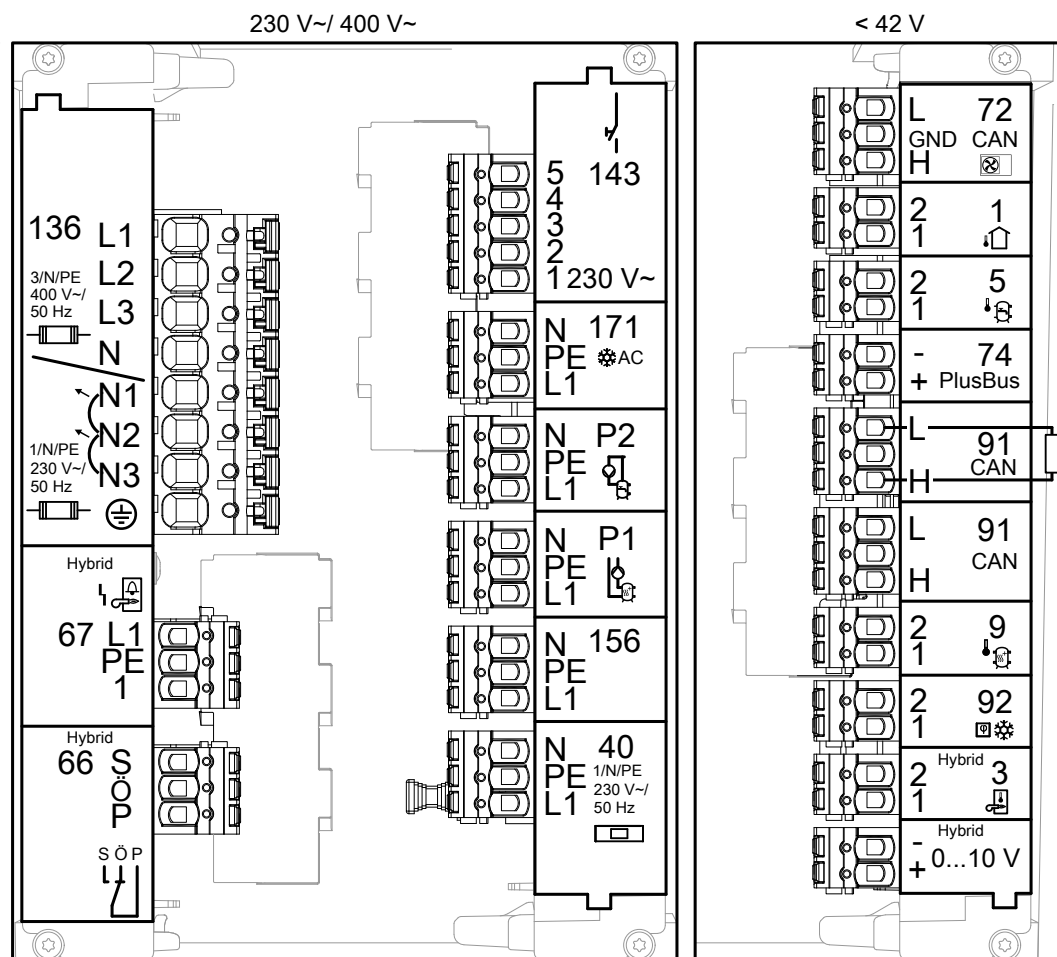 230 V~/ 400 V~
136
L1
L2
3/N/PE
400 V~/
50 Hz
L3
N
N1
N2
1/N/PE
230 V~/
50 Hz
N3
Hybrid
67 L1
PE
1
Hybrid
66 S
Ö
P
S Ö P
5 143
4
3
2
1 230 V~
N 171
PE AC
L1
N P2
PE
L1
N P1
PE
L1
N 156
PE
L1
N 40
PE 1/N/PE
L1 230 V~/
50 Hz
< 42 V
L 72
GND CAN
H
2 1
1
2 5
1
- 74
+ PlusBus
L 91
CAN
H
L 91
CAN
H
2 9
1
2 92
1
Hybrid
2 3
1
Hybrid
- 0...10 V
+